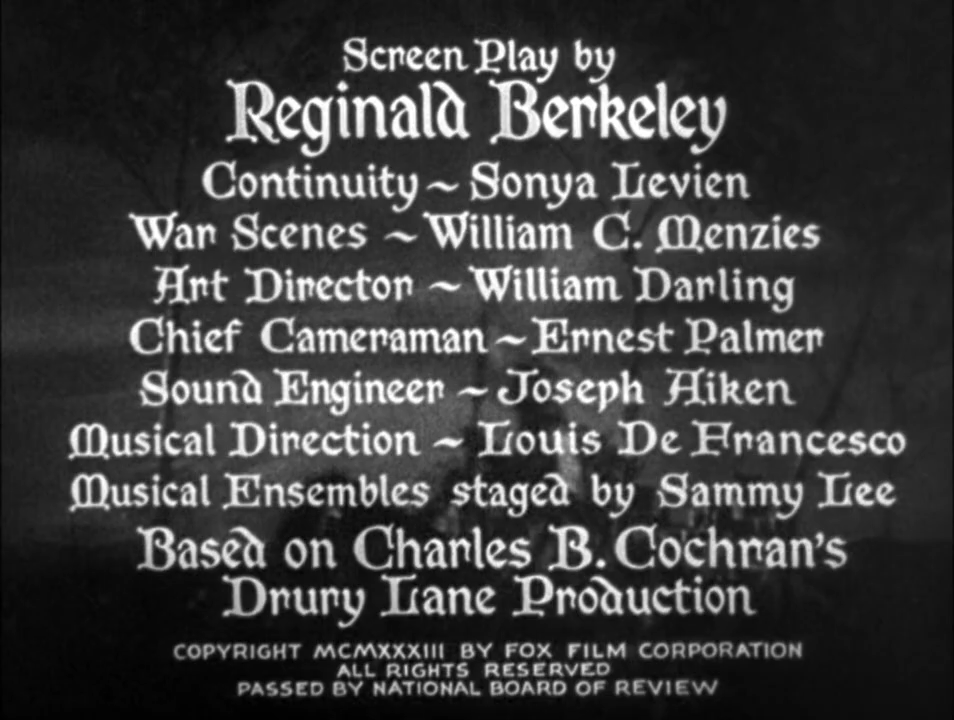 Screen Play by
Reginald Berkeley
Continuity ~ Sonya Levien
War Scenes ~ William C. Menzies
Art Director ~ William Darling
Chief Cameraman ~ Ernest Palmer
Sound Engineer ~ Joseph Aiken
Musical Direction ~ Louis De Francesco
Musical Ensembles staged by Sammy Lee
Based on Charles B. Cochran's
Drury Lane Production
COPYRIGHT MCMXXXIII BY FOX FILM CORPORATION
ALL RIGHTS RESERVED
PASSED BY NATIONAL BOARD OF REVIEW